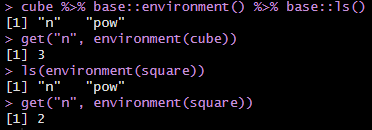 > cube %>% base::environment() %>% base::ls()
[1] "n"   "pow"
> get("n", environment(cube))
[1] 3
> ls(environment(square))
[1] "n"   "pow"
> get("n", environment(square))
[1] 2